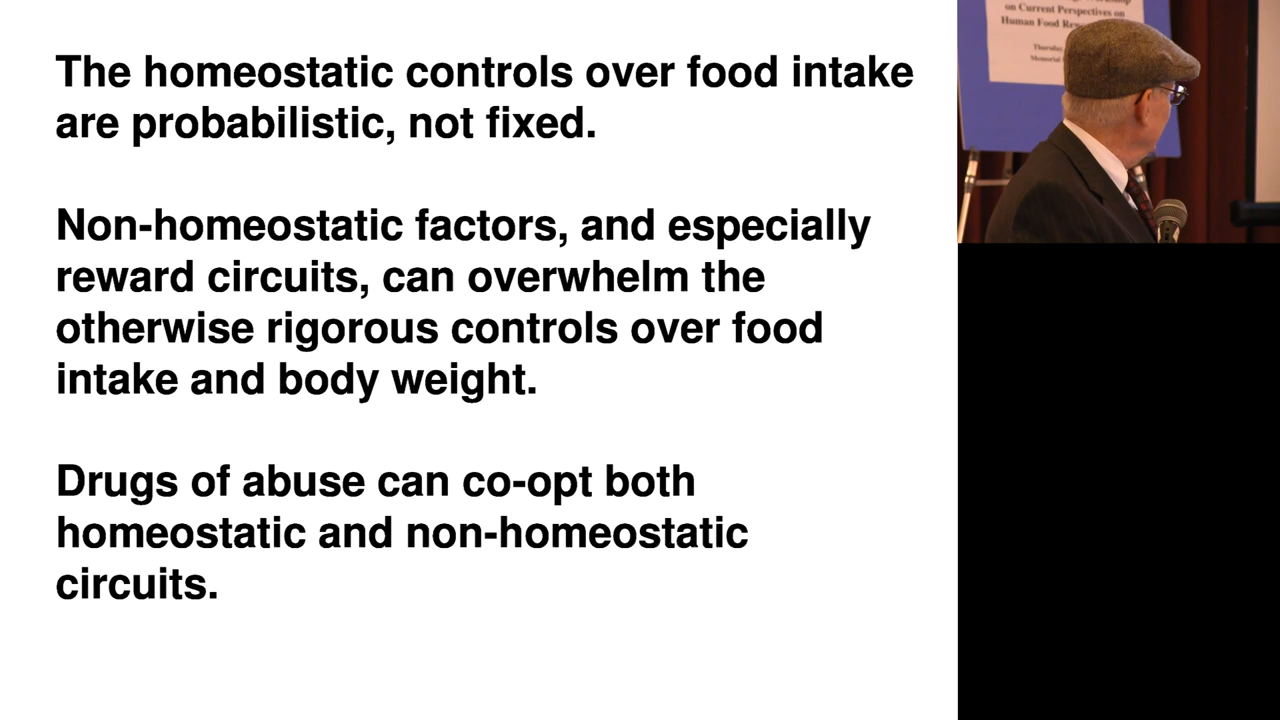 The homeostatic controls over food intake
are probabilistic, not fixed.
Non-homeostatic factors, and especially
reward circuits, can overwhelm the
otherwise rigorous controls over food
intake and body weight.
Drugs of abuse can co-opt both
homeostatic and non-homeostatic
circuits.
on Current Perspectives on
Human Food
Thursday,
Memorial